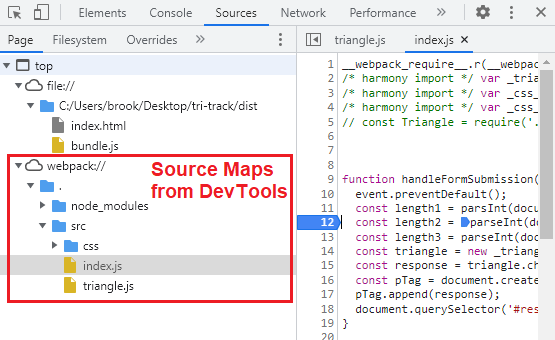 Elements Console Sources Network Performance
Page Filesystem Overrides
triangle.js index.js
top
file://
C:/Users/brook/Desktop/tri-track/dist
index.html
bundle.js
webpack://
.
node_modules
src
css
index.js
triangle.js
Source Maps
from DevTools
1 __webpack_require__.r(__webpac
2 /* harmony import */ var _tria
3 /* harmony import */ var _css_
4 /* harmony import */ var _css_
5 // const Triangle = require('.
6
7
8
9 function handleFormSubmission(
10 event.preventDefault();
11 const length1 = parsInt(docu
12 const length2 = parseInt(do
13 const length3 = parseInt(doc
14 const triangle = new _triang
15 const response = triangle.ch
16 const pTag = document.create
17 pTag.append(response);
18 document.querySelector('#res
19 }